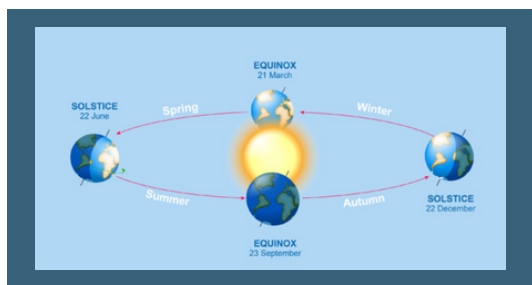 EQUINOX
21 March
SOLSTICE
22 June
Spring
Winter
Summer
Autumn
SOLSTICE
22 December
EQUINOX
23 September